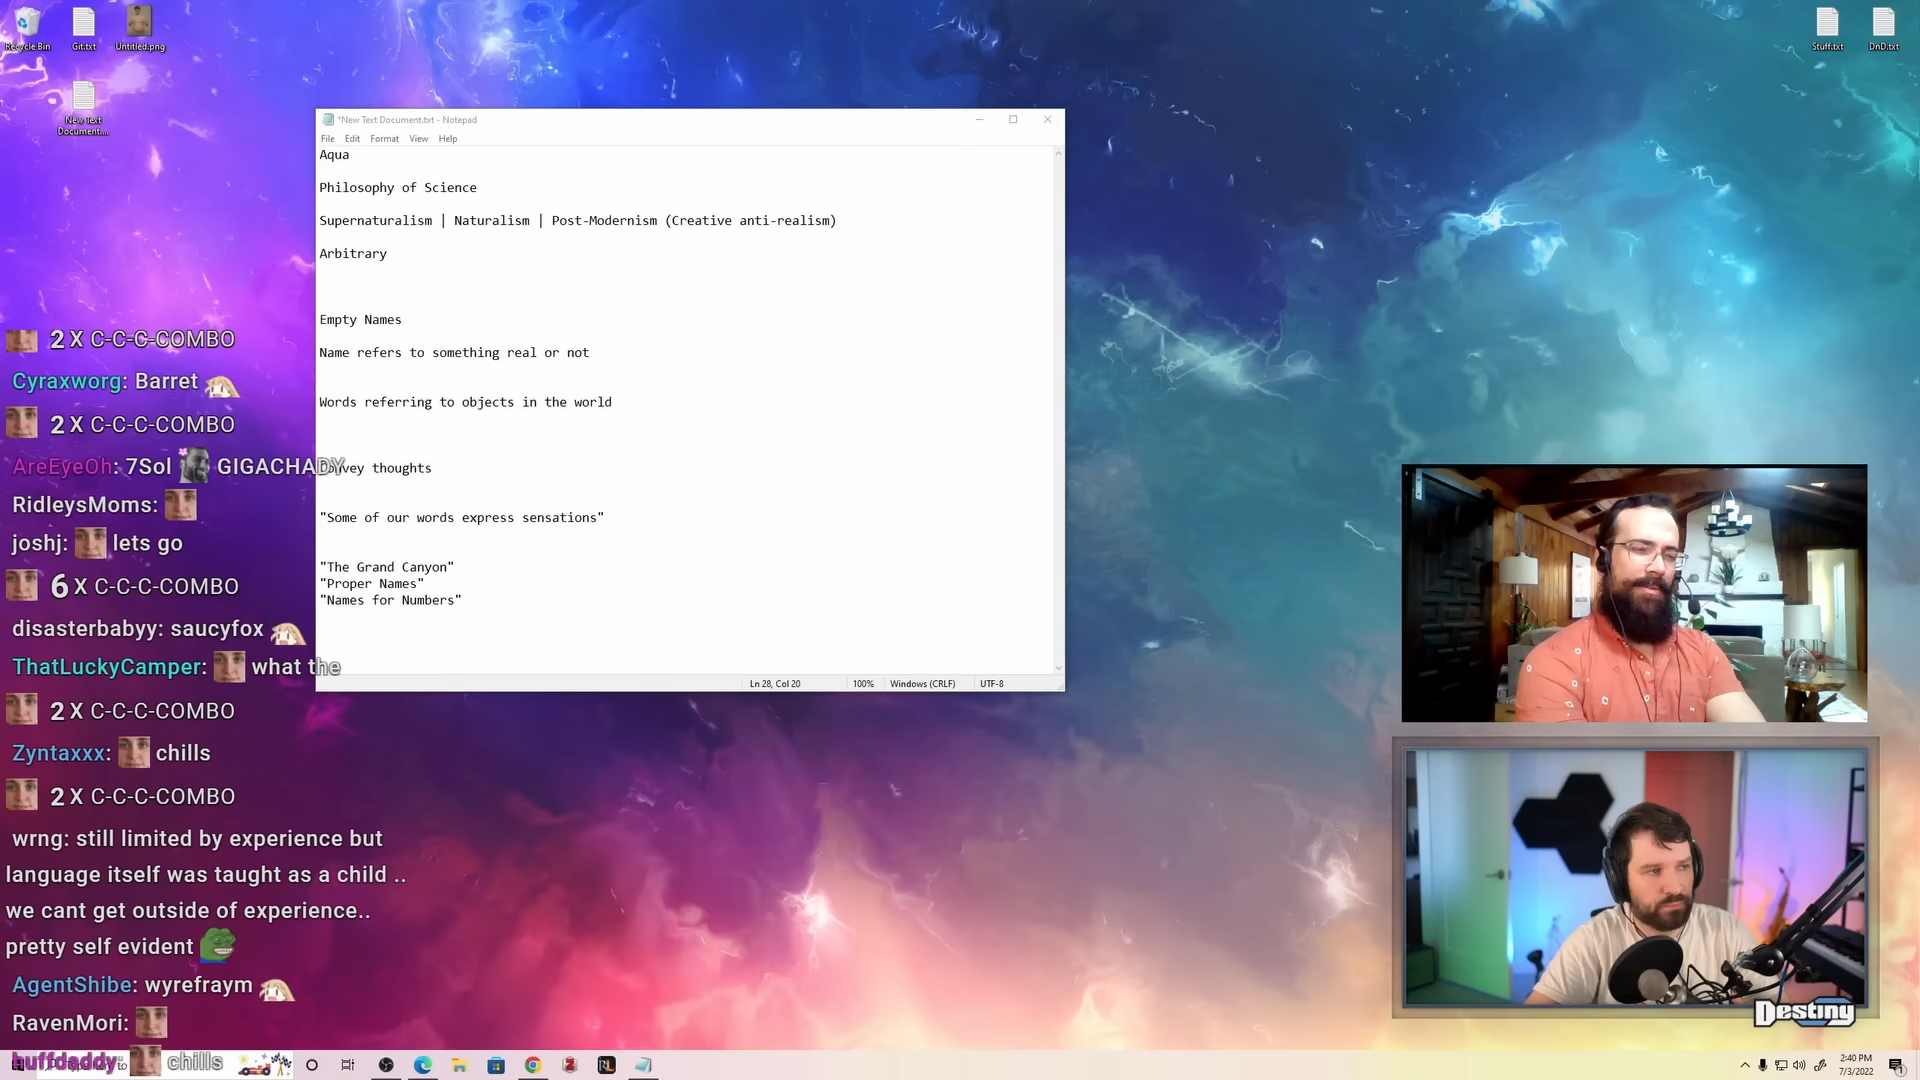 Recycle Bin
Git.txt
Untitled.png
New Text
Document....
Stuff.txt
DnD.txt
*New Text Document.txt - Notepad
File Edit Format View Help
Aqua
Philosophy of Science
Supernaturalism | Naturalism | Post-Modernism (Creative anti-realism)
Arbitrary
Empty Names
Name refers to something real or not
Words referring to objects in the world
thoughts
"Some of our words express sensations"
"The Grand Canyon"
"Proper Names"
"Names for Numbers"
Ln 28, Col 20 100% Windows (CRLF) UTF-8
2 X C-C-C-COMBO
Cyraxworg: Barret
2 X C-C-C-COMBO
AreEyeOh: 7Sol GIGACHADY
RidleysMoms:
joshj: lets go
6 X C-C-C-COMBO
disasterbabyy: saucyfox
ThatLuckyCamper: what the
2 X C-C-C-COMBO
Zyntaxxx: chills
2 X C-C-C-COMBO
wrng: still limited by experience but
language itself was taught as a child ..
we cant get outside of experience..
pretty self evident
AgentShibe: wyrefraym
RavenMori:
huffdaddy: chills
Destiny
2:40 PM
7/3/2022